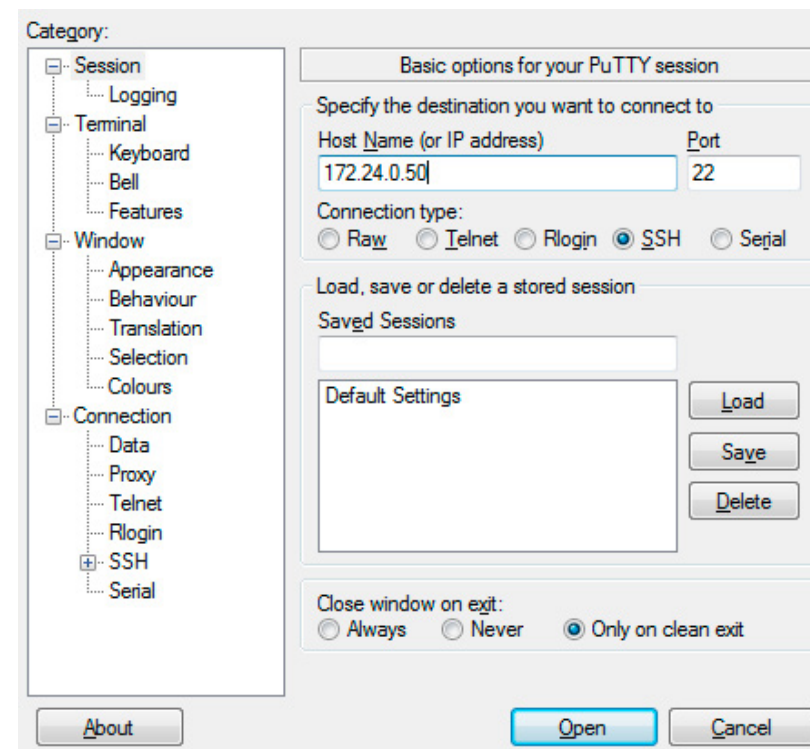 Category:
Session
Logging
Terminal
Keyboard
Bell
Features
Window
Appearance
Behaviour
Translation
Selection
Colours
Connection
Data
Proxy
Telnet
Rlogin
SSH
Serial
Basic options for your PuTTY session
Specify the destination you want to connect to
Host Name (or IP address) Port
172.24.0.50 22
Connection type:
Raw Telnet Rlogin SSH Serial
Load, save or delete a stored session
Saved Sessions
Default Settings
Load
Save
Delete
Close window on exit:
Always Never Only on clean exit
About Open Cancel